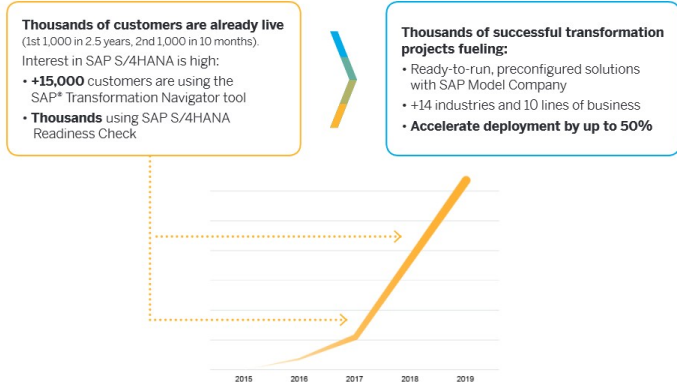 Thousands of customers are already live
(1st 1,000 in 2.5 years, 2nd 1,000 in 10 months).
Interest in SAP S/4HANA is high:
• +15,000 customers are using the
SAP® Transformation Navigator tool
• Thousands using SAP S/4HANA
Readiness Check
Thousands of successful transformation
projects fueling:
• Ready-to-run, preconfigured solutions
with SAP Model Company
• +14 industries and 10 lines of business
• Accelerate deployment by up to 50%
2015 2016 2017 2018 2019